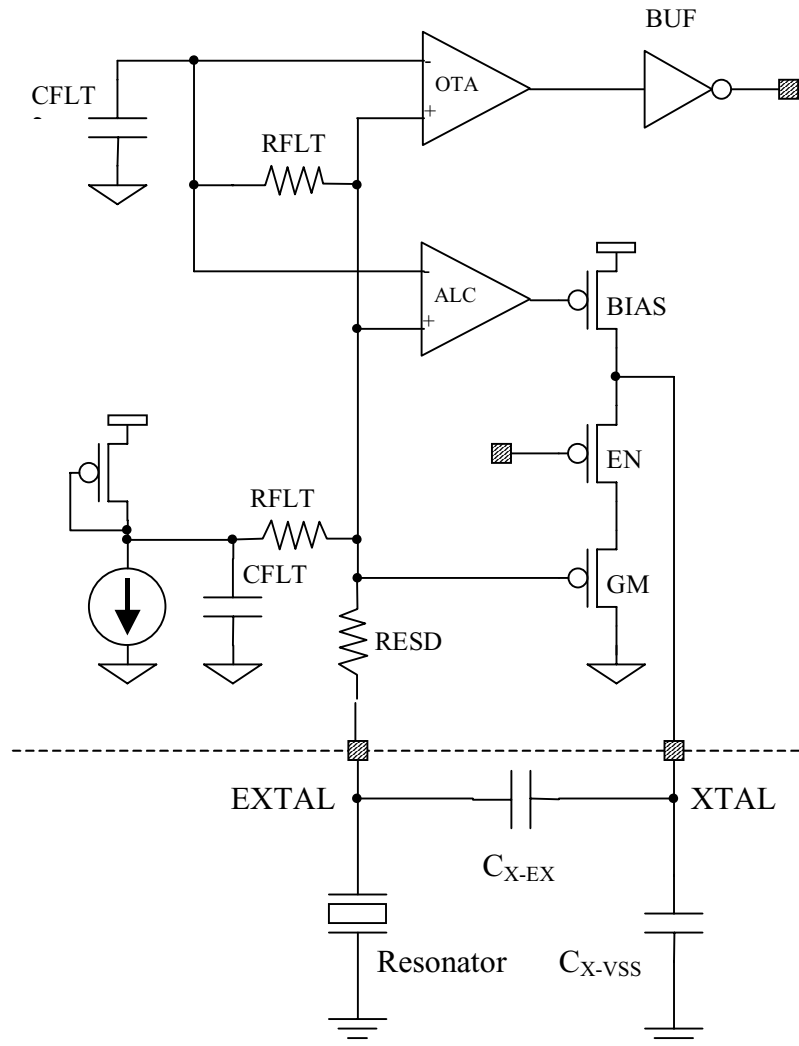 BUF
CFLT
OTA
-
+
RFLT
ALC
-
+
BIAS
EN
RFLT
CFLT
GM
RESD
EXTAL
XTAL
CX-EX
Resonator
CX-VSS